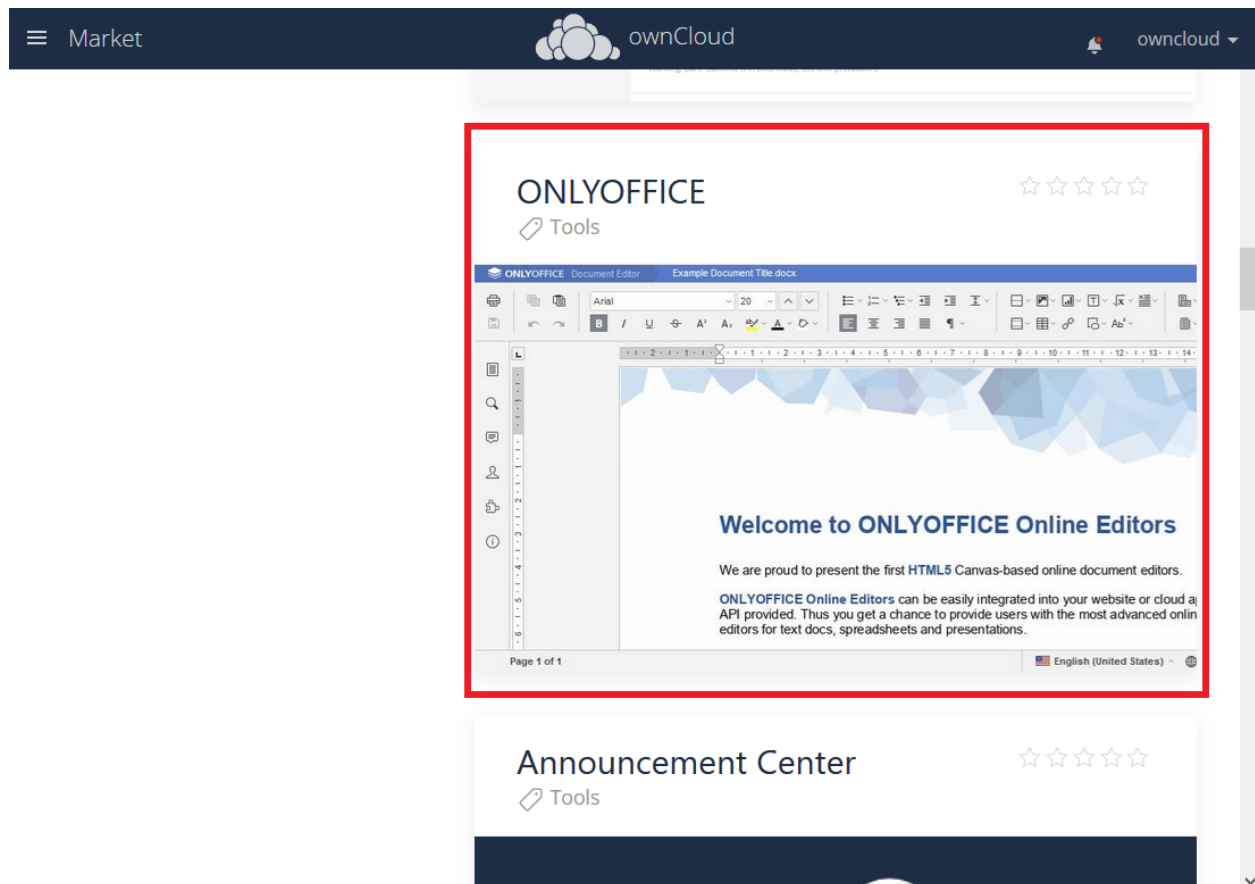 Market
ownCloud
owncloud
ONLYOFFICE
Tools
ONLYOFFICE Document Editor
Example Document Title.docx
Arial
20
B I U
Welcome to ONLYOFFICE Online Editors
We are proud to present the first HTML5 Canvas-based online document editors.
ONLYOFFICE Online Editors can be easily integrated into your website or cloud
API provided. Thus you get a chance to provide users with the most advanced
editors for text docs, spreadsheets and presentations.
Page 1 of 1
English (United States)
Announcement Center
Tools